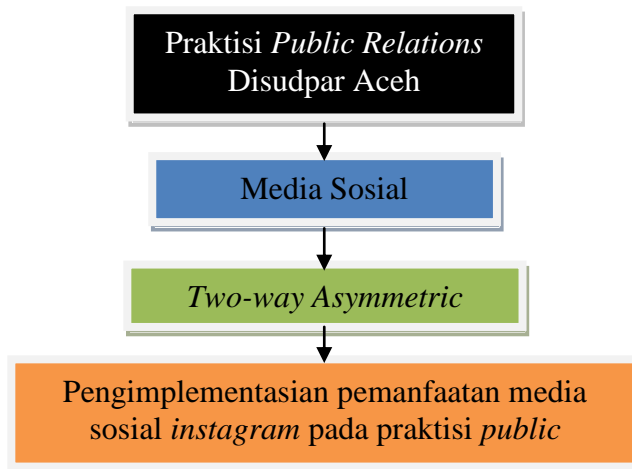 Praktisi Public Relations
Disudpar Aceh
Media Sosial
Two-way Asymmetric
Pengimplementasian pemanfaatan media
sosial instagram pada praktisi public